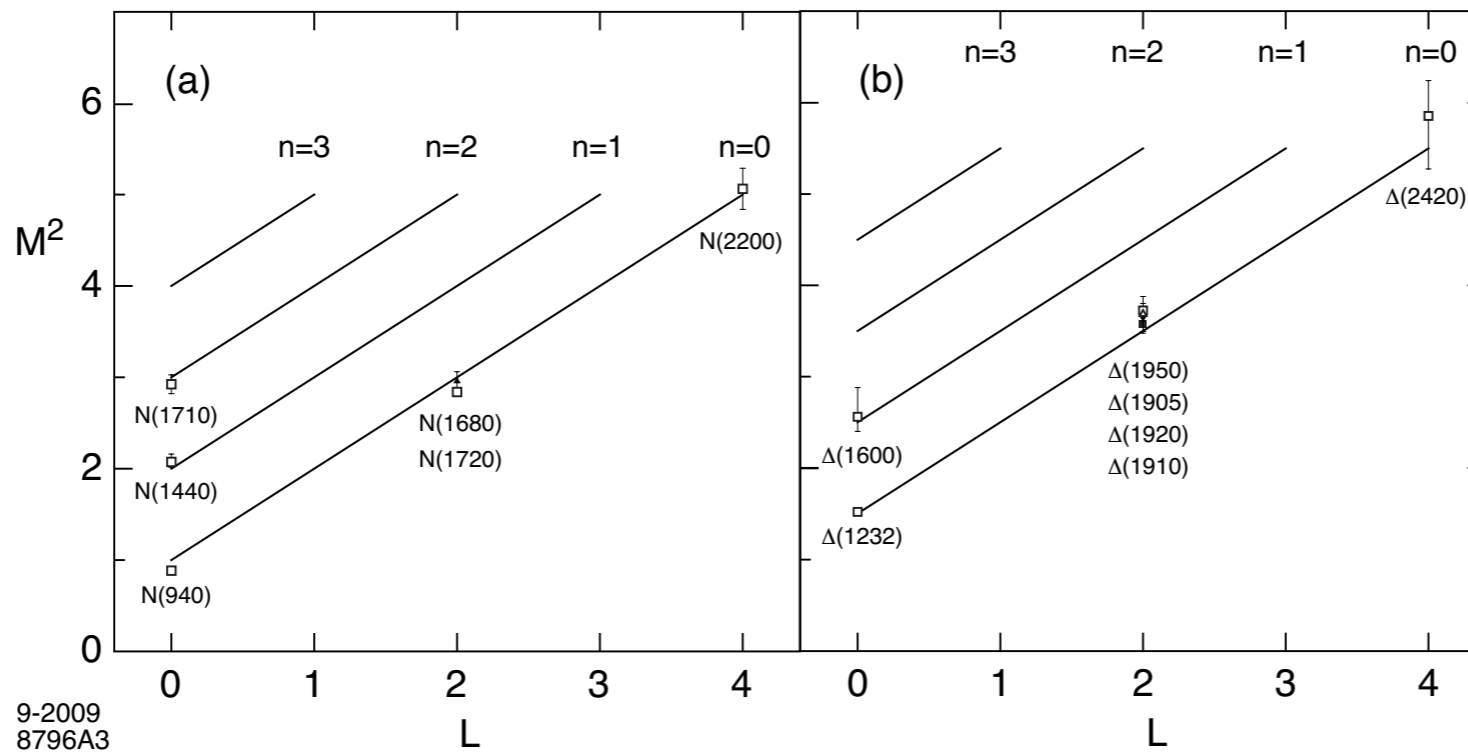 (a)
n=3 n=2 n=1 n=0
M²
6
4
2
0
N(2200)
N(1710)
N(1680)
N(1720)
N(1440)
N(940)
0 1 2 3 4
L
(b)
n=3 n=2 n=1 n=0
Δ(2420)
Δ(1950)
Δ(1905)
Δ(1920)
Δ(1910)
Δ(1600)
Δ(1232)
0 1 2 3 4
L
9-2009
8796A3